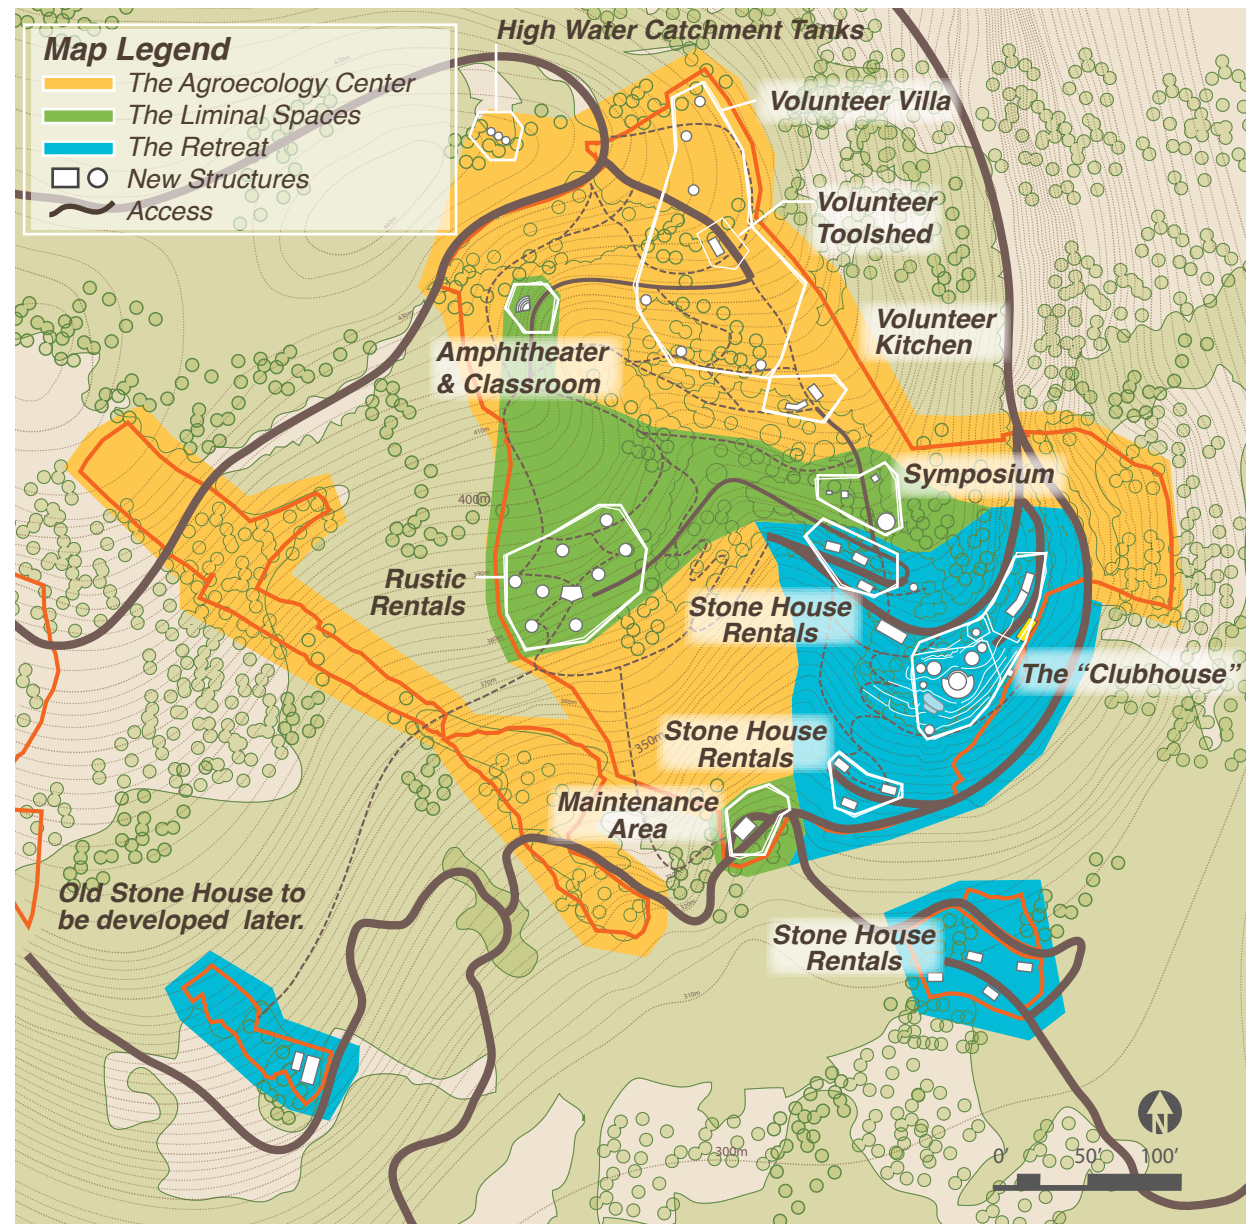 High Water Catchment Tanks
Map Legend
The Agroecology Center
The Liminal Spaces
The Retreat
New Structures
Access
Volunteer Villa
Volunteer
Toolshed
Volunteer
Kitchen
Amphitheater
& Classroom
Symposium
400m
Rustic
Rentals
Stone House
Rentals
The “Clubhouse”
Stone House
Rentals
350m
Maintenance
Area
Old Stone House to
be developed later.
Stone House
Rentals
310m
300m
N
0’ 50’ 100’